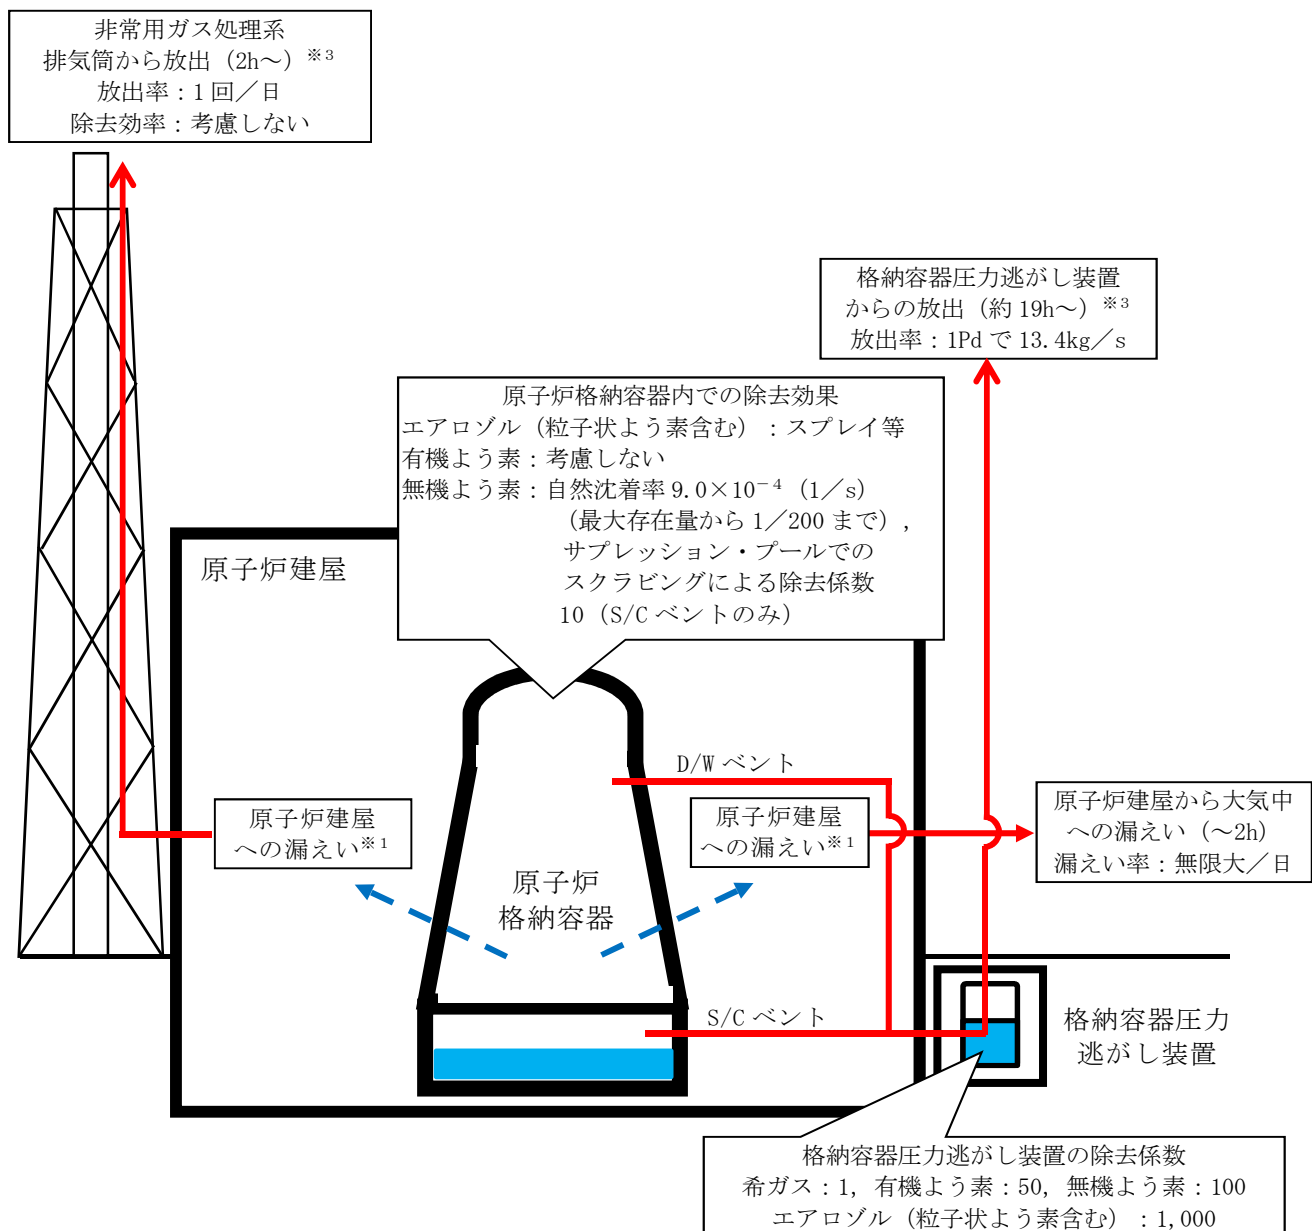 非常用ガス処理系
排気筒から放出（2h～）※3
放出率：1回／日
除去効率：考慮しない
格納容器圧力逃がし装置
からの放出（約19h～）※3
放出率：1Pdで13.4kg／s
原子炉格納容器内での除去効果
エアロゾル（粒子状よう素含む）：スプレイ等
有機よう素：考慮しない
無機よう素：自然沈着率9.0×10⁻⁴（1／s）
（最大存在量から1／200まで），
サプレッション・プールでの
スクラビングによる除去係数
10（S/Cベントのみ）
原子炉建屋
D/Wベント
原子炉建屋
への漏えい※1
原子炉建屋
への漏えい※1
原子炉建屋から大気中
への漏えい（～2h）
漏えい率：無限大／日
原子炉
格納容器
S/Cベント
格納容器圧力
逃がし装置
格納容器圧力逃がし装置の除去係数
希ガス：1，有機よう素：50，無機よう素：100
エアロゾル（粒子状よう素含む）：1,000